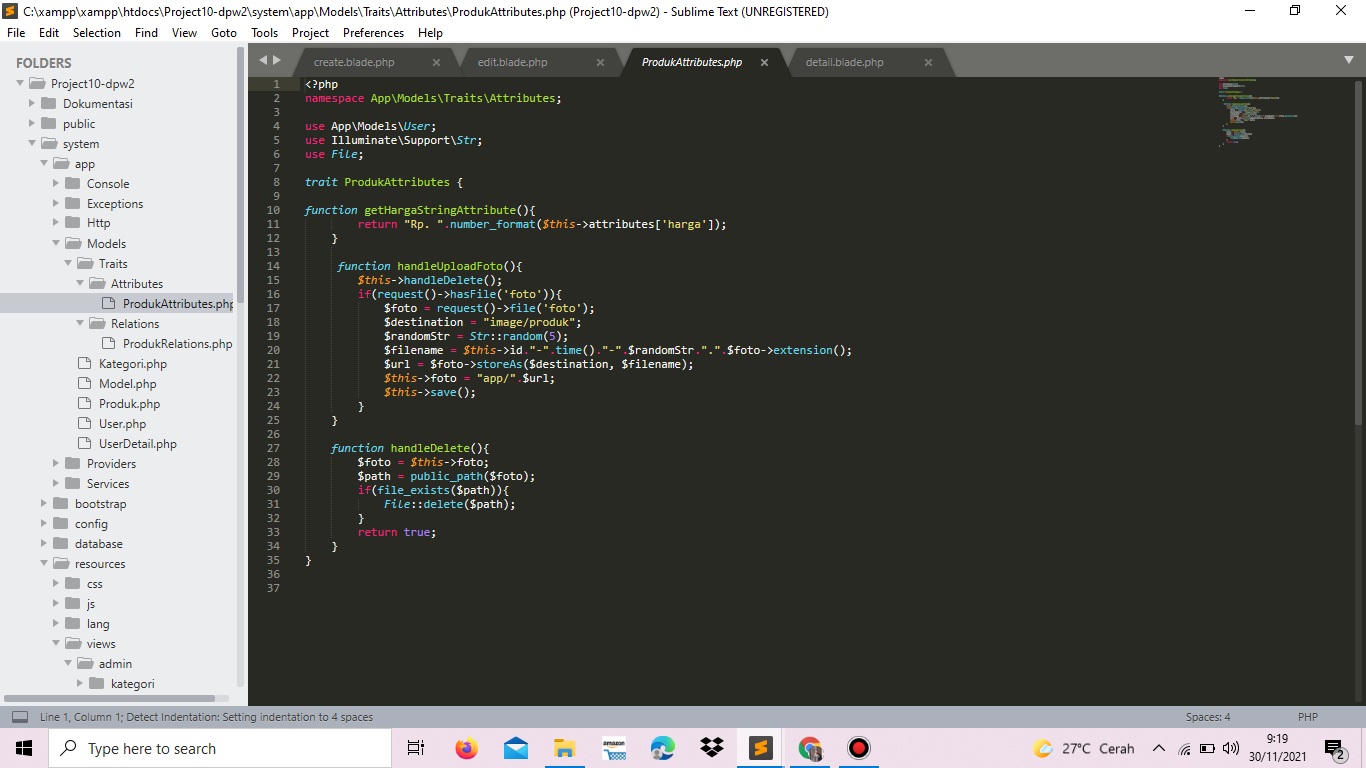 C:\xampp\xampp\htdocs\Project10-dpw2\system\app\Models\Traits\Attributes\ProdukAttributes.php (Project10-dpw2) - Sublime Text (UNREGISTERED)
File Edit Selection Find View Goto Tools Project Preferences Help
FOLDERS
Project10-dpw2
Dokumentasi
public
system
app
Console
Exceptions
Http
Models
Traits
Attributes
ProdukAttributes.php
Relations
ProdukRelations.php
Kategori.php
Model.php
Produk.php
User.php
UserDetail.php
Providers
Services
bootstrap
config
database
resources
css
js
lang
views
admin
kategori
create.blade.php edit.blade.php ProdukAttributes.php detail.blade.php
1 <?php
2 namespace App\Models\Traits\Attributes;
3
4 use App\Models\User;
5 use Illuminate\Support\Str;
6 use File;
7
8 trait ProdukAttributes {
9
10 function getHargaStringAttribute(){
11 return "Rp. ".number_format($this->attributes['harga']);
12 }
13
14 function handleUploadFoto(){
15 $this->handleDelete();
16 if(request()->hasFile('foto')){
17 $foto = request()->file('foto');
18 $destination = "image/produk";
19 $randomStr = Str::random(5);
20 $filename = $this->id."-".time()."-".$randomStr.".".$foto->extension();
21 $url = $foto->storeAs($destination, $filename);
22 $this->foto = "app/".$url;
23 $this->save();
24 }
25 }
26
27 function handleDelete(){
28 $foto = $this->foto;
29 $path = public_path($foto);
30 if(file_exists($path)){
31 File::delete($path);
32 }
33 return true;
34 }
35 }
36
37
Line 1, Column 1; Detect Indentation: Setting indentation to 4 spaces Spaces: 4 PHP
Type here to search
amazon
27°C Cerah
9:19
30/11/2021
2